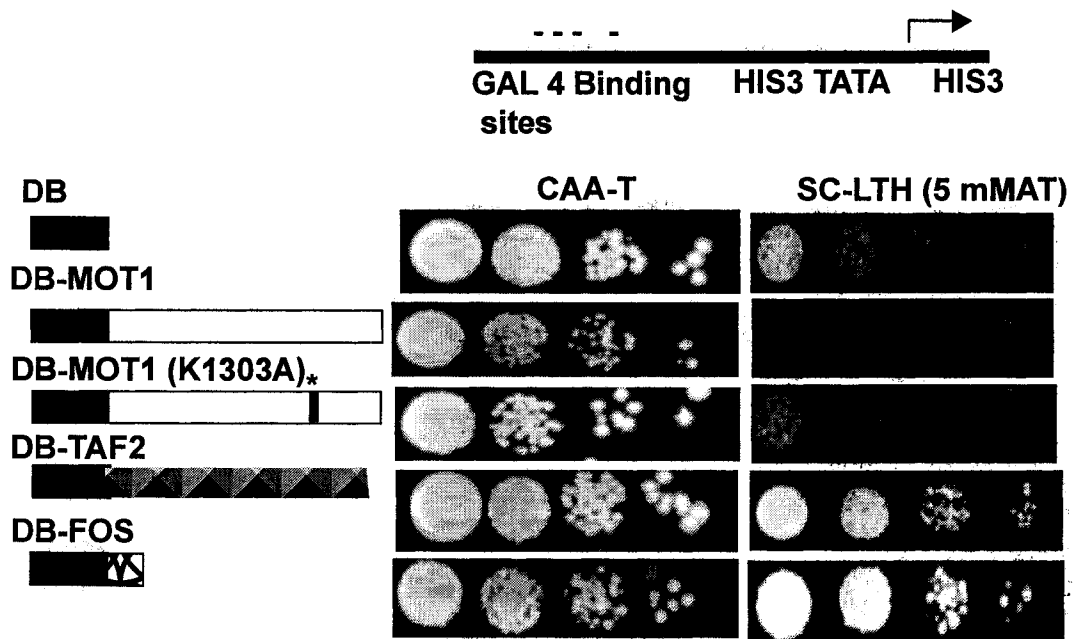 GAL 4 Binding sites
HIS3 TATA
HIS3
CAA-T
SC-LTH (5 mMAT)
DB
DB-MOT1
DB-MOT1 (K1303A)*
DB-TAF2
DB-FOS